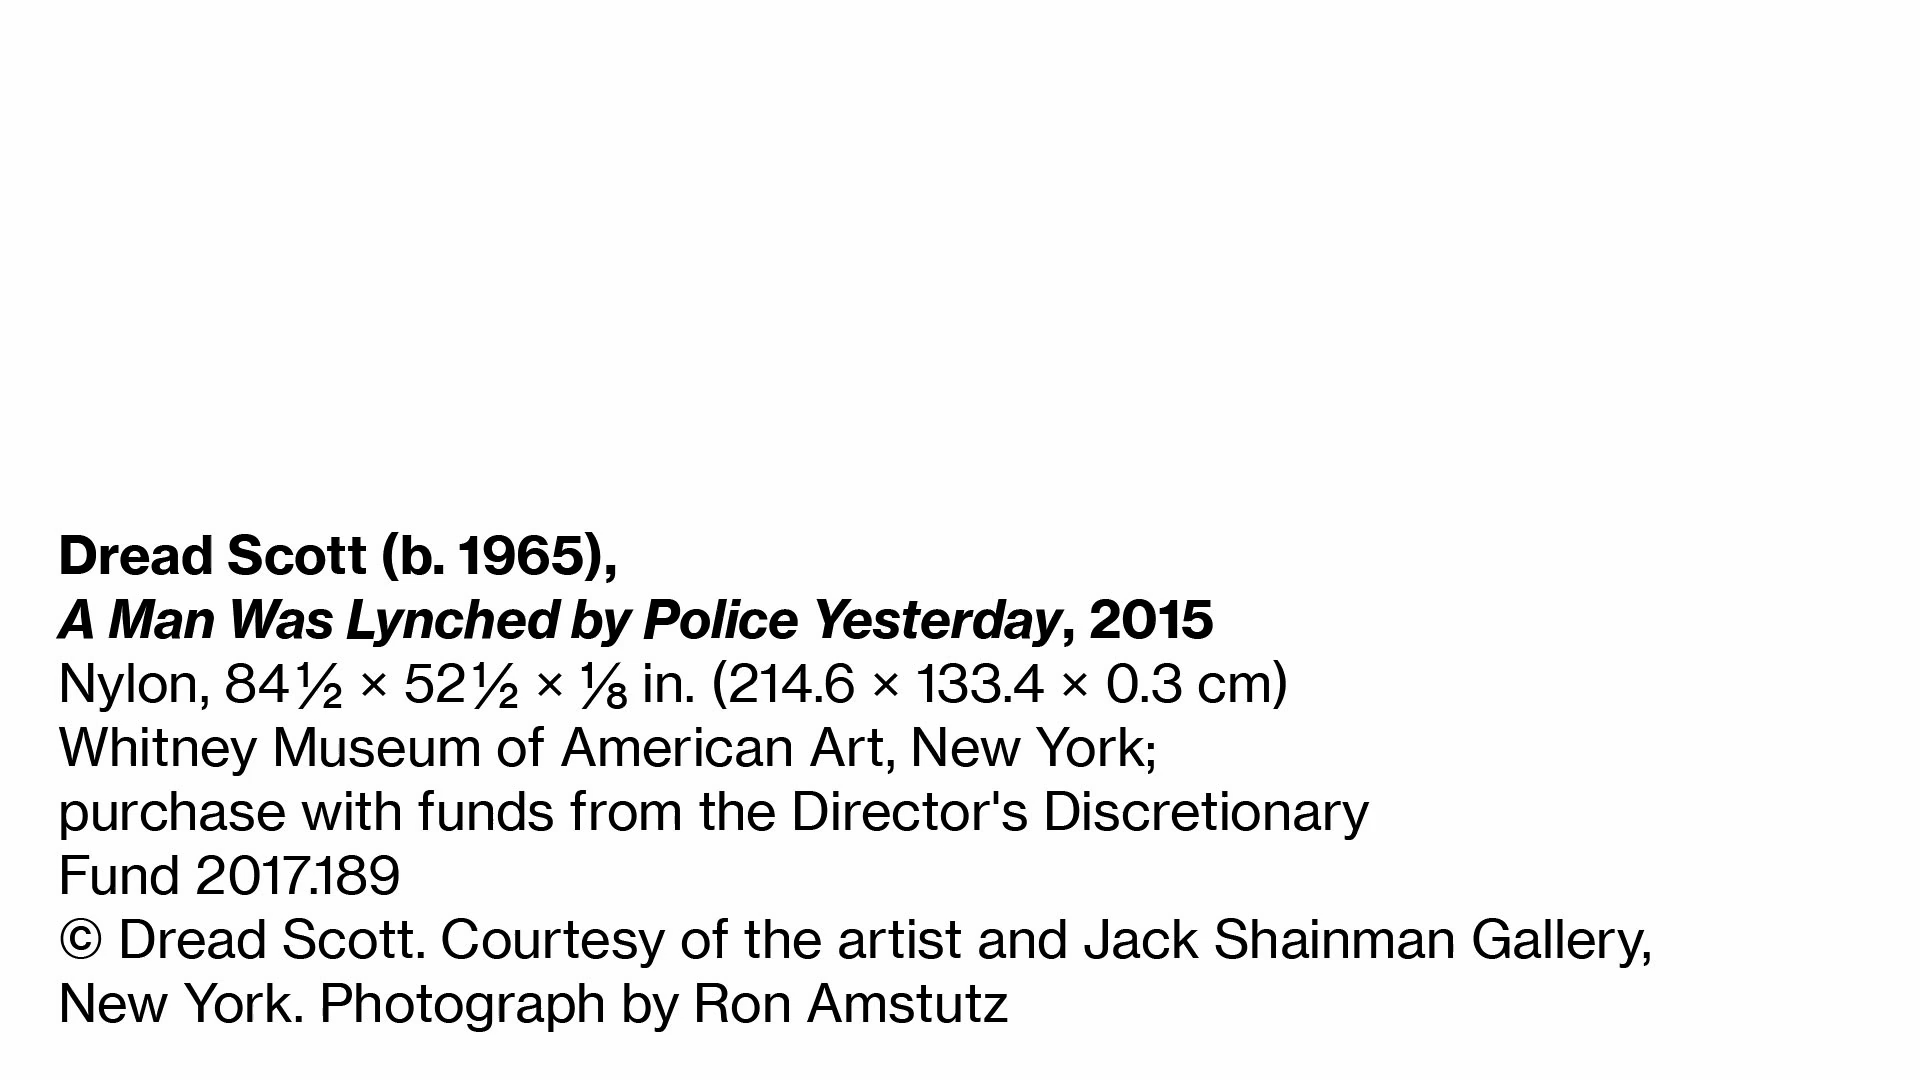 Dread Scott (b. 1965),
A Man Was Lynched by Police Yesterday, 2015
Nylon, 84½ × 52½ × ⅛ in. (214.6 × 133.4 × 0.3 cm)
Whitney Museum of American Art, New York;
purchase with funds from the Director's Discretionary
Fund 2017.189
© Dread Scott. Courtesy of the artist and Jack Shainman Gallery,
New York. Photograph by Ron Amstutz